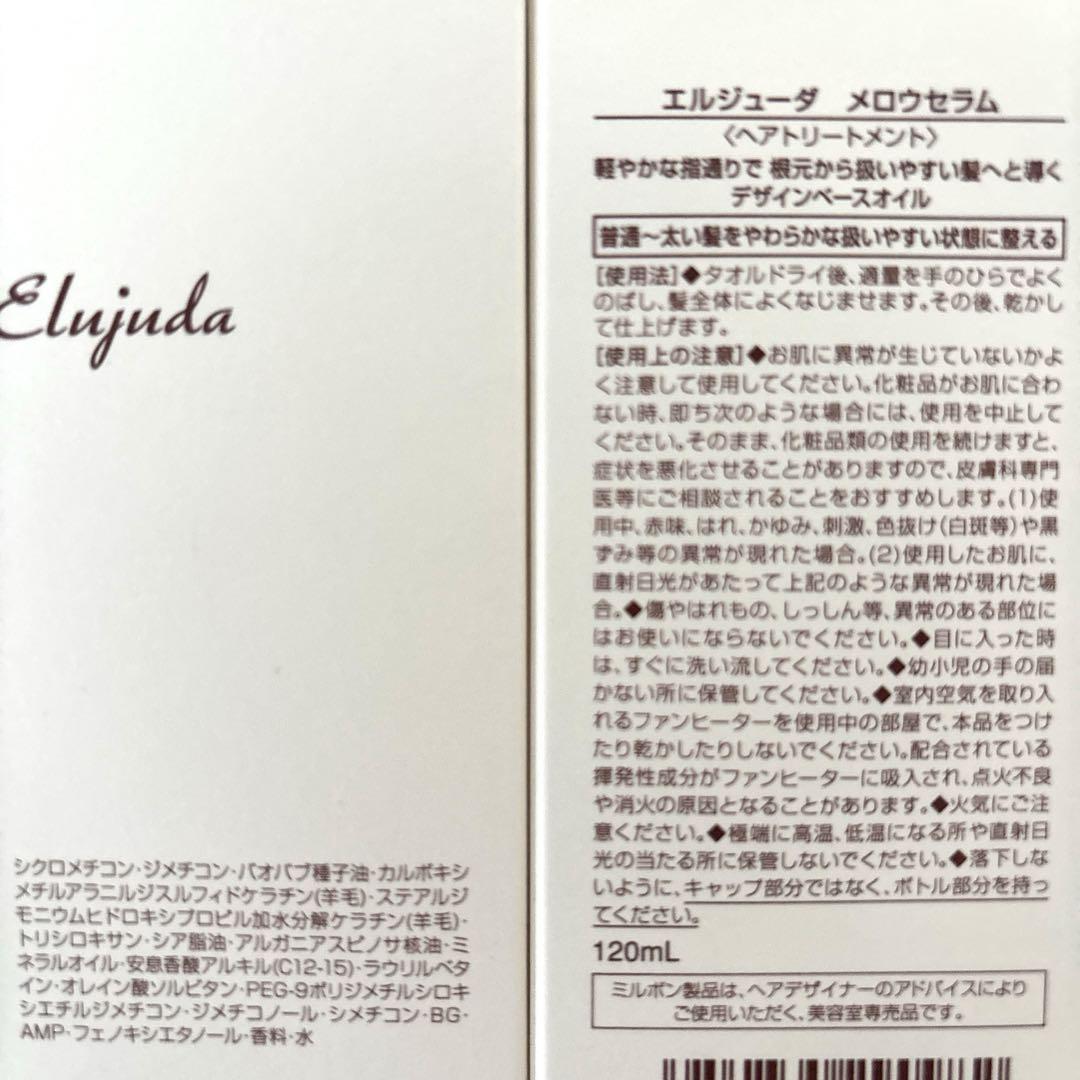 Elujuda
シクロメチコン・ジメチコン・バオバブ種子油・カルボキシ
メチルアラニルジスルフィドケラチン(羊毛)・ステアルジ
モニウムヒドロキシプロピル加水分解ケラチン(羊毛)・
トリシロキサン・シア脂油・アルガニアスピノサ核油・ミ
ネラルオイル・安息香酸アルキル(C12-15)・ラウリルベタ
イン・オレイン酸ソルビタン・PEG-9ポリジメチルシロキ
シエチルジメチコン・ジメチコノール・シメチコン・BG・
AMP・フェノキシエタノール・香料・水
エルジューダ メロウセラム
〈ヘアトリートメント〉
軽やかな指通りで 根元から扱いやすい髪へと導く
デザインベースオイル
普通～太い髪をやわらかな扱いやすい状態に整える
[使用法]◆タオルドライ後、適量を手のひらでよく
のばし、髪全体によくなじませます。その後、乾かし
て仕上げます。
[使用上の注意]◆お肌に異常が生じていないかよ
く注意して使用してください。化粧品がお肌に合わ
ない時、即ち次のような場合には、使用を中止して
ください。そのまま、化粧品類の使用を続けますと、
症状を悪化させることがありますので、皮膚科専門
医等にご相談されることをおすすめします。(1)使
用中、赤味、はれ、かゆみ、刺激、色抜け(白斑等)や黒
ずみ等の異常が現れた場合。(2)使用したお肌に、
直射日光があたって上記のような異常が現れた場
合。◆傷やはれもの、しっしん等、異常のある部位に
はお使いにならないでください。◆目に入った時
は、すぐに洗い流してください。◆幼小児の手の届
かない所に保管してください。◆室内空気を取り入
れるファンヒーターを使用中の部屋で、本品をつけ
たり乾かしたりしないでください。配合されている
揮発性成分がファンヒーターに吸入され、点火不良
や消火の原因となることがあります。◆火気にご注
意ください。◆極端に高温、低温になる所や直射日
光の当たる所に保管しないでください。◆落下しな
いように、キャップ部分ではなく、ボトル部分を持っ
てください。
120mL
ミルボン製品は、ヘアデザイナーのアドバイスにより
ご使用いただく、美容室専売品です。